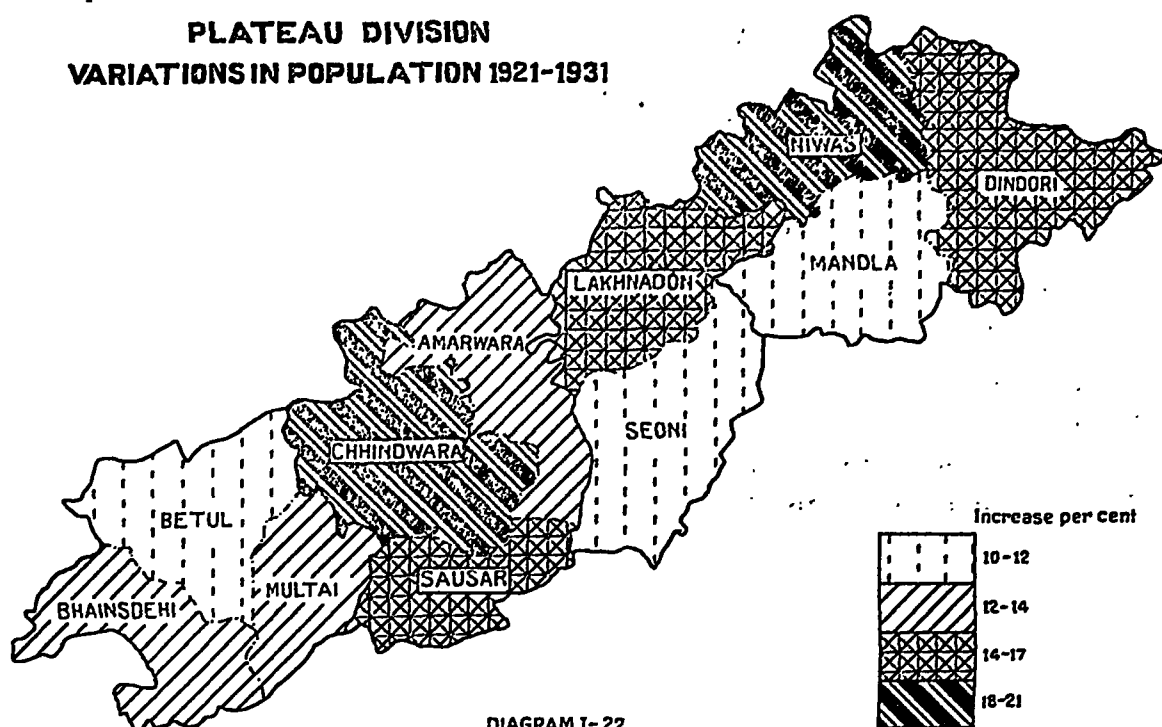 PLATEAU DIVISION
VARIATIONS IN POPULATION 1921-1931
NIWAS
DINDORI
MANDLA
LAKHNADON
AMARWARA
SEONI
CHHINDWARA
BETUL
MULTAI
SAUSAR
BHAINSDEHI
Increase per cent
10-12
12-14
14-17
18-21
DIAGRAM I-22